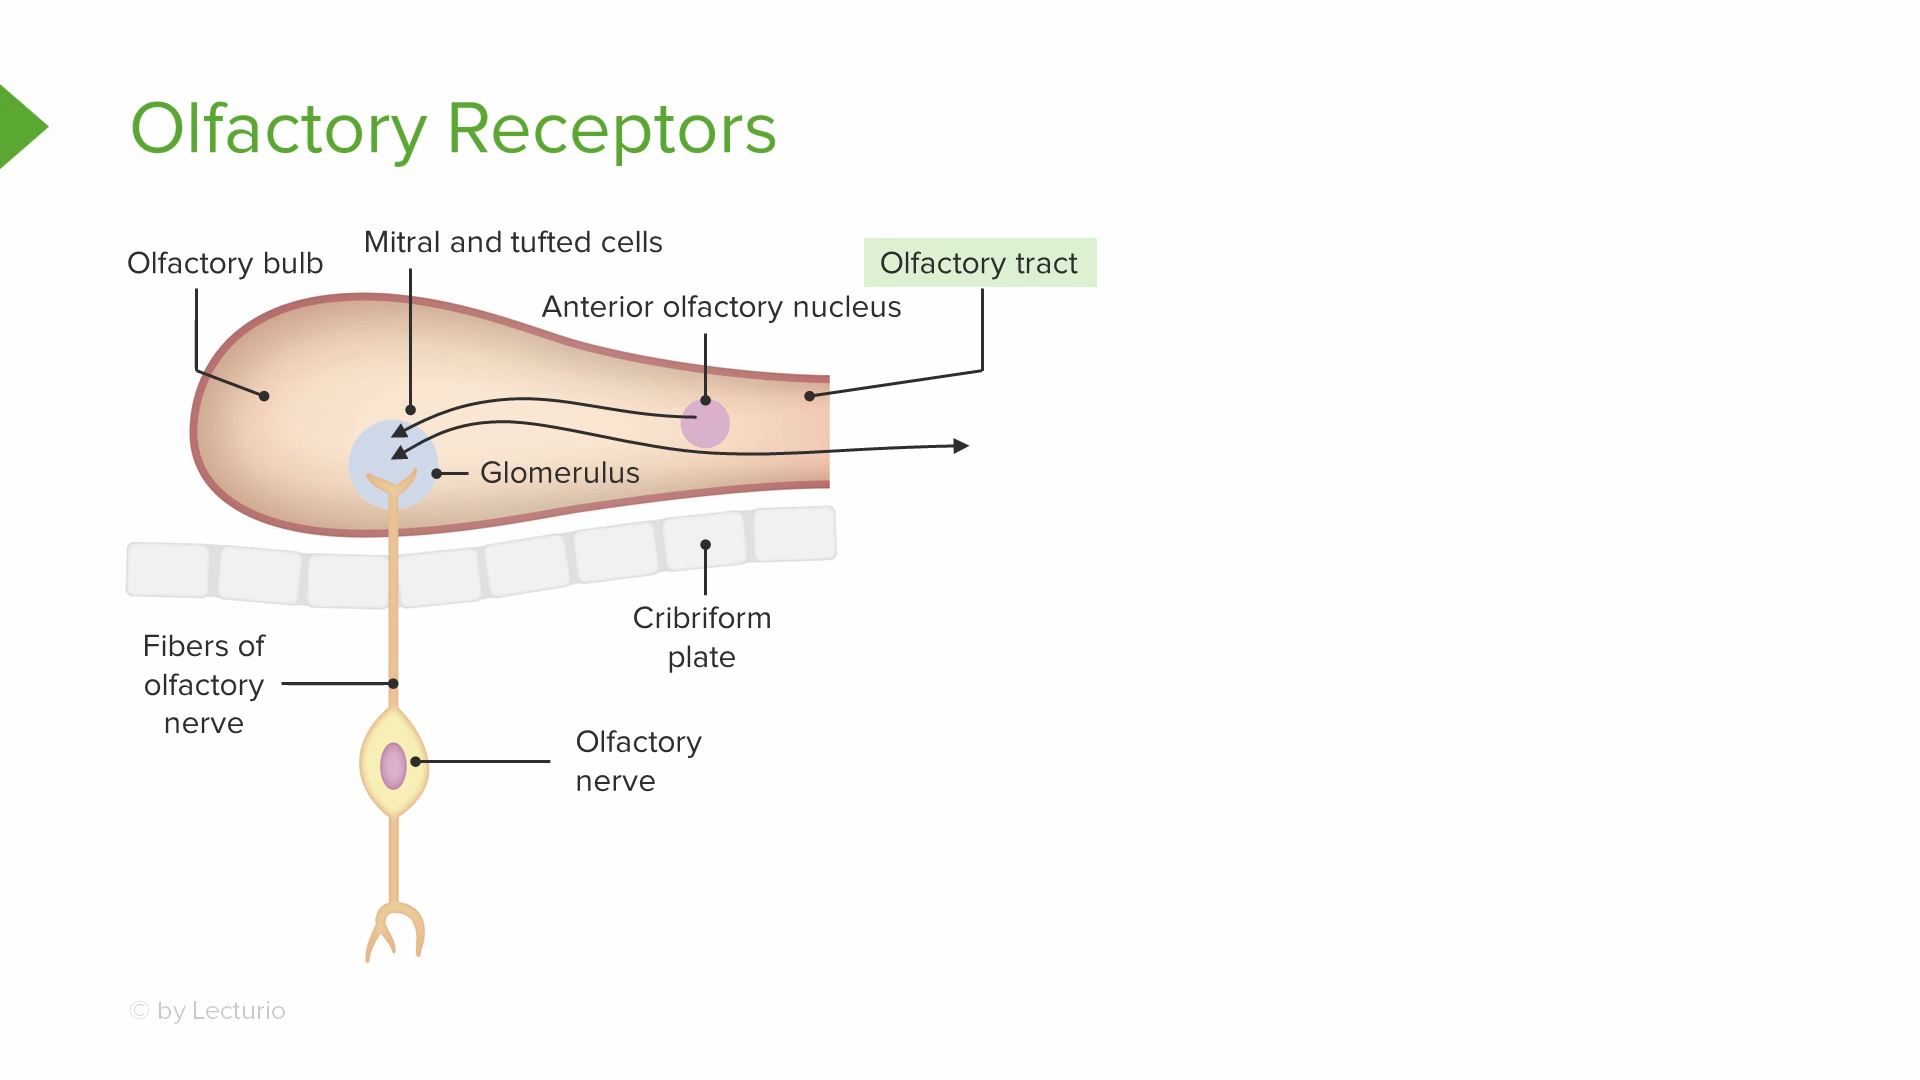 Olfactory Receptors
Mitral and tufted cells
Olfactory bulb
Olfactory tract
Anterior olfactory nucleus
Glomerulus
Cribriform
plate
Fibers of
olfactory
nerve
Olfactory
nerve
© by Lecturio